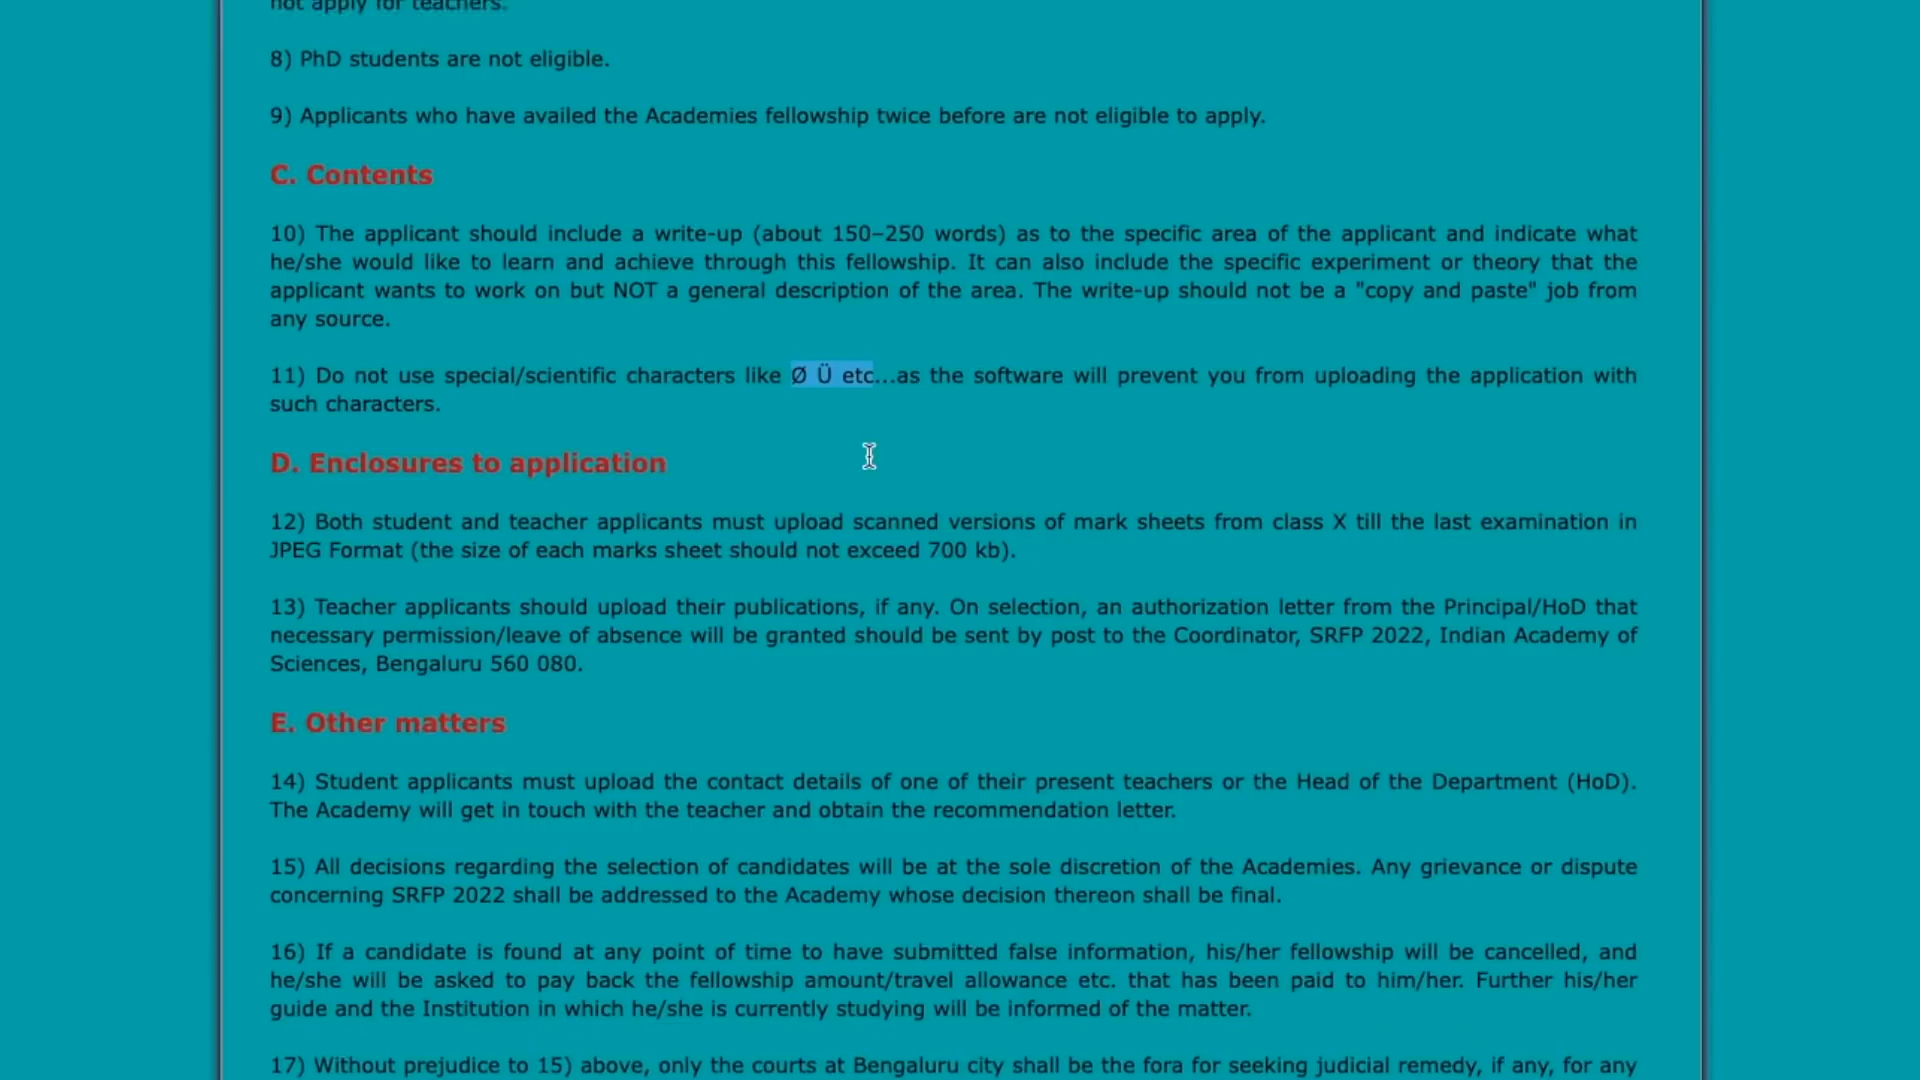 not apply for teachers.
8) PhD students are not eligible.
9) Applicants who have availed the Academies fellowship twice before are not eligible to apply.
C. Contents
10) The applicant should include a write-up (about 150–250 words) as to the specific area of the applicant and indicate what
he/she would like to learn and achieve through this fellowship. It can also include the specific experiment or theory that the
applicant wants to work on but NOT a general description of the area. The write-up should not be a "copy and paste" job from
any source.
11) Do not use special/scientific characters like Ø Ü etc...as the software will prevent you from uploading the application with
such characters.
D. Enclosures to application
12) Both student and teacher applicants must upload scanned versions of mark sheets from class X till the last examination in
JPEG Format (the size of each marks sheet should not exceed 700 kb).
13) Teacher applicants should upload their publications, if any. On selection, an authorization letter from the Principal/HoD that
necessary permission/leave of absence will be granted should be sent by post to the Coordinator, SRFP 2022, Indian Academy of
Sciences, Bengaluru 560 080.
E. Other matters
14) Student applicants must upload the contact details of one of their present teachers or the Head of the Department (HoD).
The Academy will get in touch with the teacher and obtain the recommendation letter.
15) All decisions regarding the selection of candidates will be at the sole discretion of the Academies. Any grievance or dispute
concerning SRFP 2022 shall be addressed to the Academy whose decision thereon shall be final.
16) If a candidate is found at any point of time to have submitted false information, his/her fellowship will be cancelled, and
he/she will be asked to pay back the fellowship amount/travel allowance etc. that has been paid to him/her. Further his/her
guide and the Institution in which he/she is currently studying will be informed of the matter.
17) Without prejudice to 15) above, only the courts at Bengaluru city shall be the fora for seeking judicial remedy, if any, for any